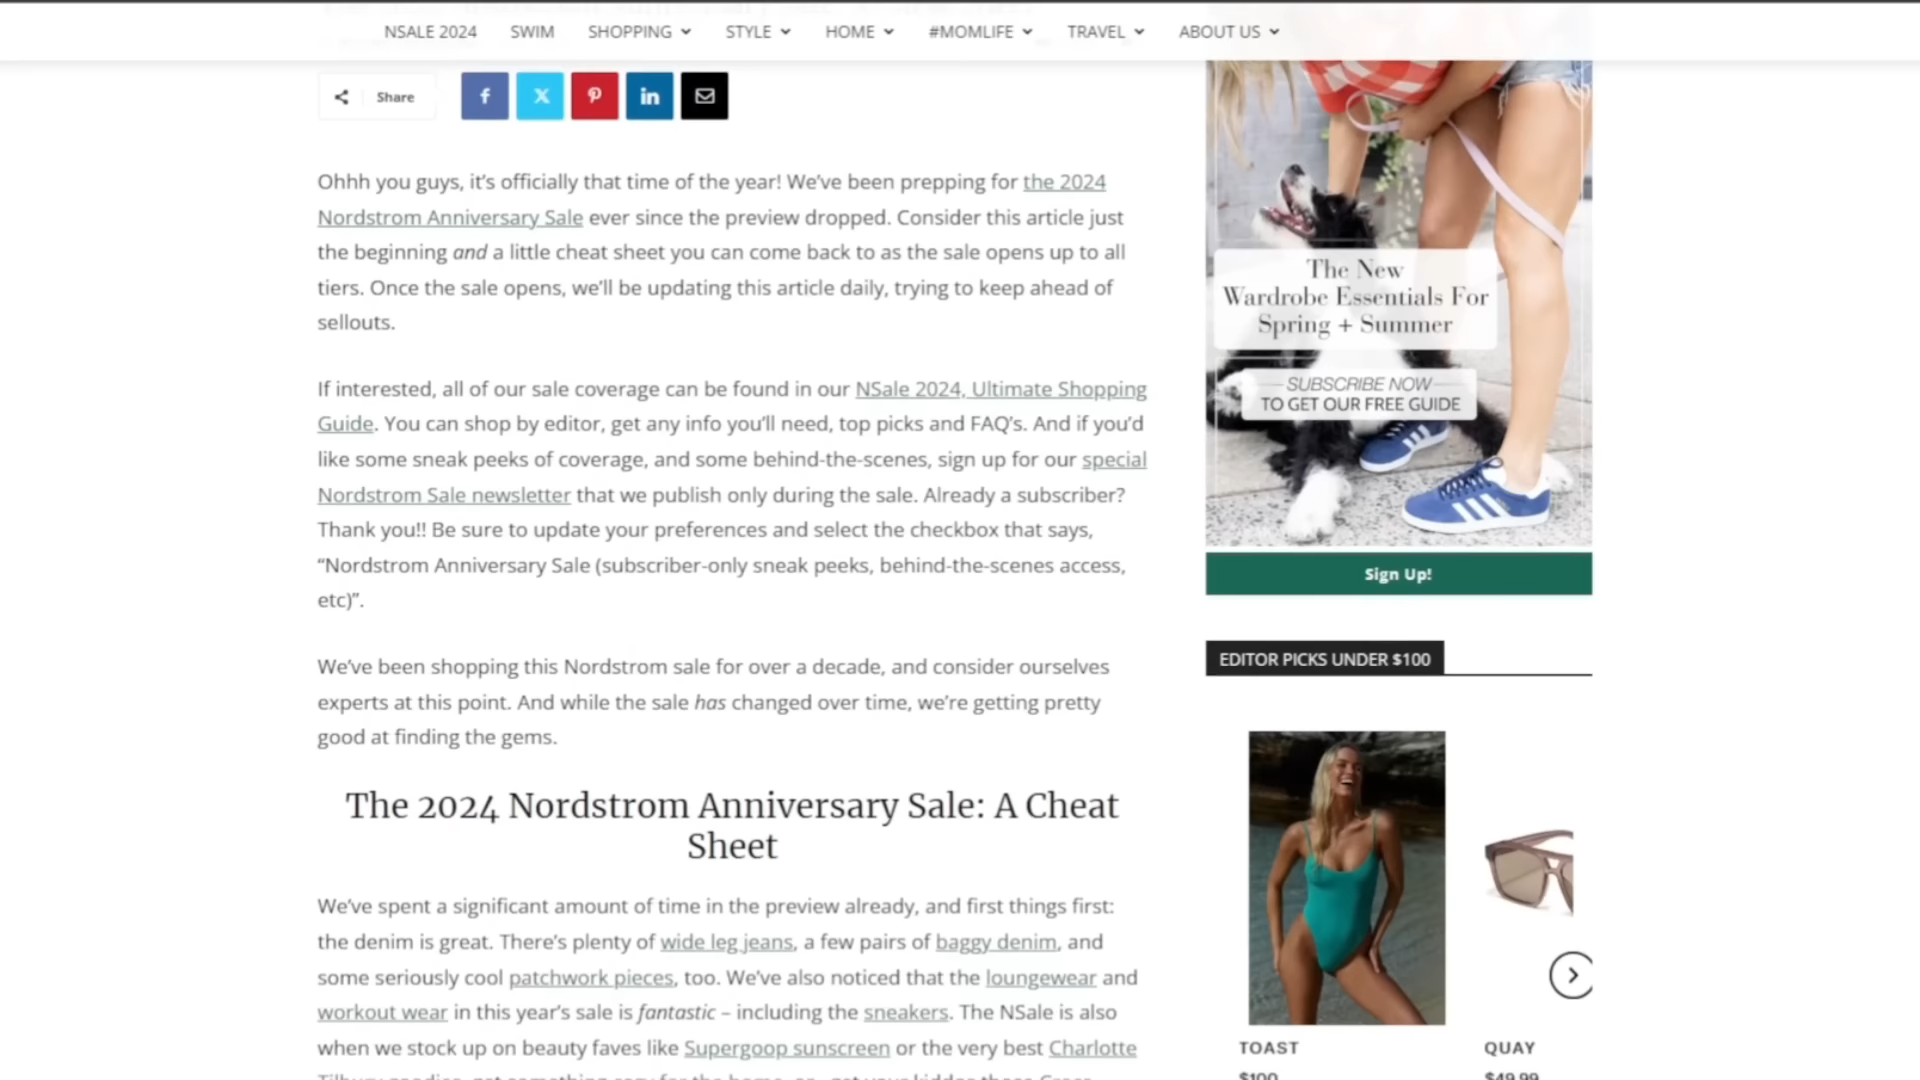 NSALE 2024 SWIM SHOPPING STYLE HOME #MOMLIFE TRAVEL ABOUT US
Share
Ohhh you guys, it’s officially that time of the year! We’ve been prepping for the 2024
Nordstrom Anniversary Sale ever since the preview dropped. Consider this article just
the beginning and a little cheat sheet you can come back to as the sale opens up to all
tiers. Once the sale opens, we’ll be updating this article daily, trying to keep ahead of
sellouts.
If interested, all of our sale coverage can be found in our NSale 2024, Ultimate Shopping
Guide. You can shop by editor, get any info you’ll need, top picks and FAQ’s. And if you’d
like some sneak peeks of coverage, and some behind-the-scenes, sign up for our special
Nordstrom Sale newsletter that we publish only during the sale. Already a subscriber?
Thank you!! Be sure to update your preferences and select the checkbox that says,
“Nordstrom Anniversary Sale (subscriber-only sneak peeks, behind-the-scenes access,
etc)”.
We’ve been shopping this Nordstrom sale for over a decade, and consider ourselves
experts at this point. And while the sale has changed over time, we’re getting pretty
good at finding the gems.
The 2024 Nordstrom Anniversary Sale: A Cheat
Sheet
We’ve spent a significant amount of time in the preview already, and first things first:
the denim is great. There’s plenty of wide leg jeans, a few pairs of baggy denim, and
some seriously cool patchwork pieces, too. We’ve also noticed that the loungewear and
workout wear in this year’s sale is fantastic – including the sneakers. The NSale is also
when we stock up on beauty faves like Supergoop sunscreen or the very best Charlotte
The New
Wardrobe Essentials For
Spring + Summer
SUBSCRIBE NOW
TO GET OUR FREE GUIDE
Sign Up!
EDITOR PICKS UNDER $100
TOAST
$100
QUAY
$49.99